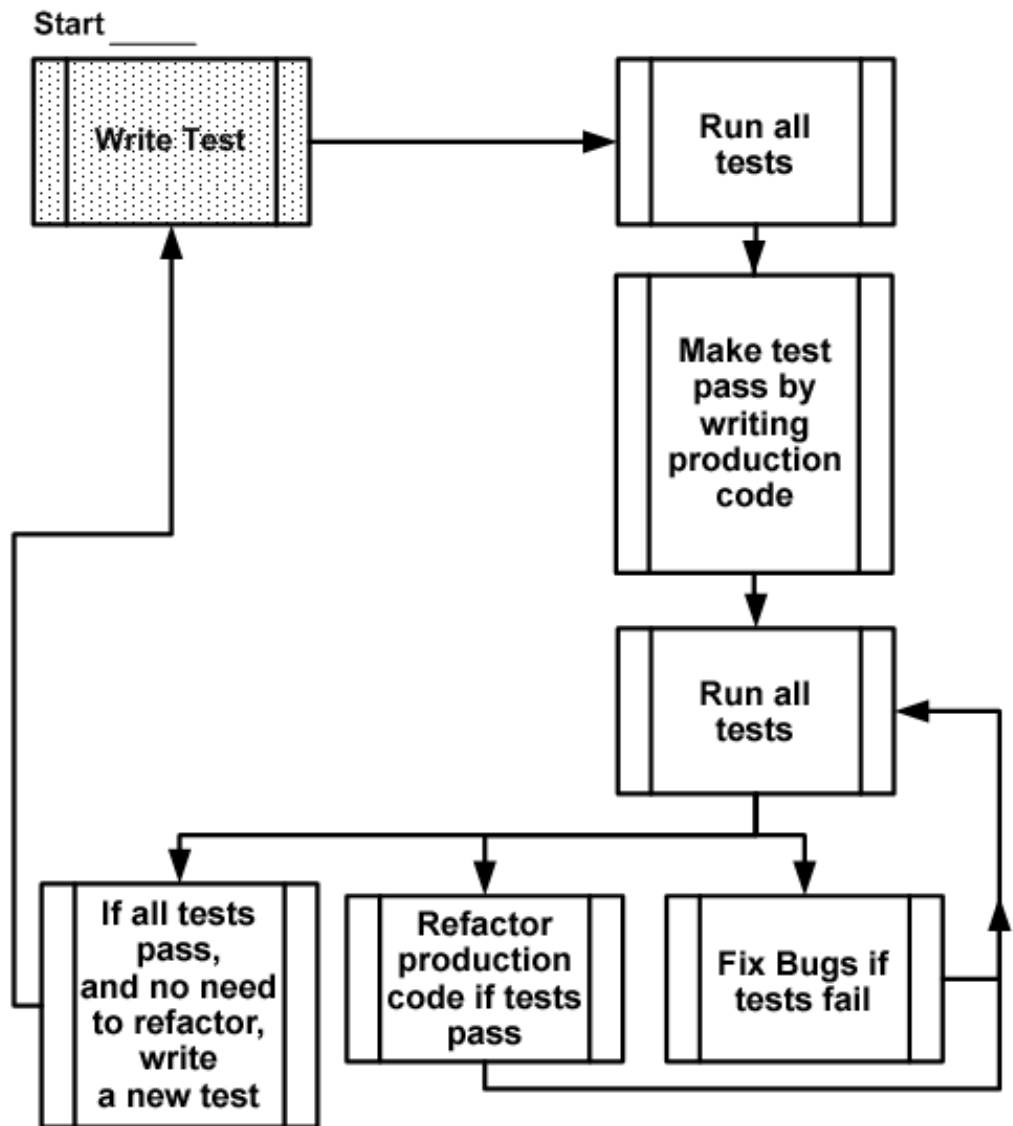 Start
Write Test
Run all
tests
Make test
pass by
writing
production
code
Run all
tests
If all tests
pass,
and no need
to refactor,
write
a new test
Refactor
production
code if tests
pass
Fix Bugs if
tests fail